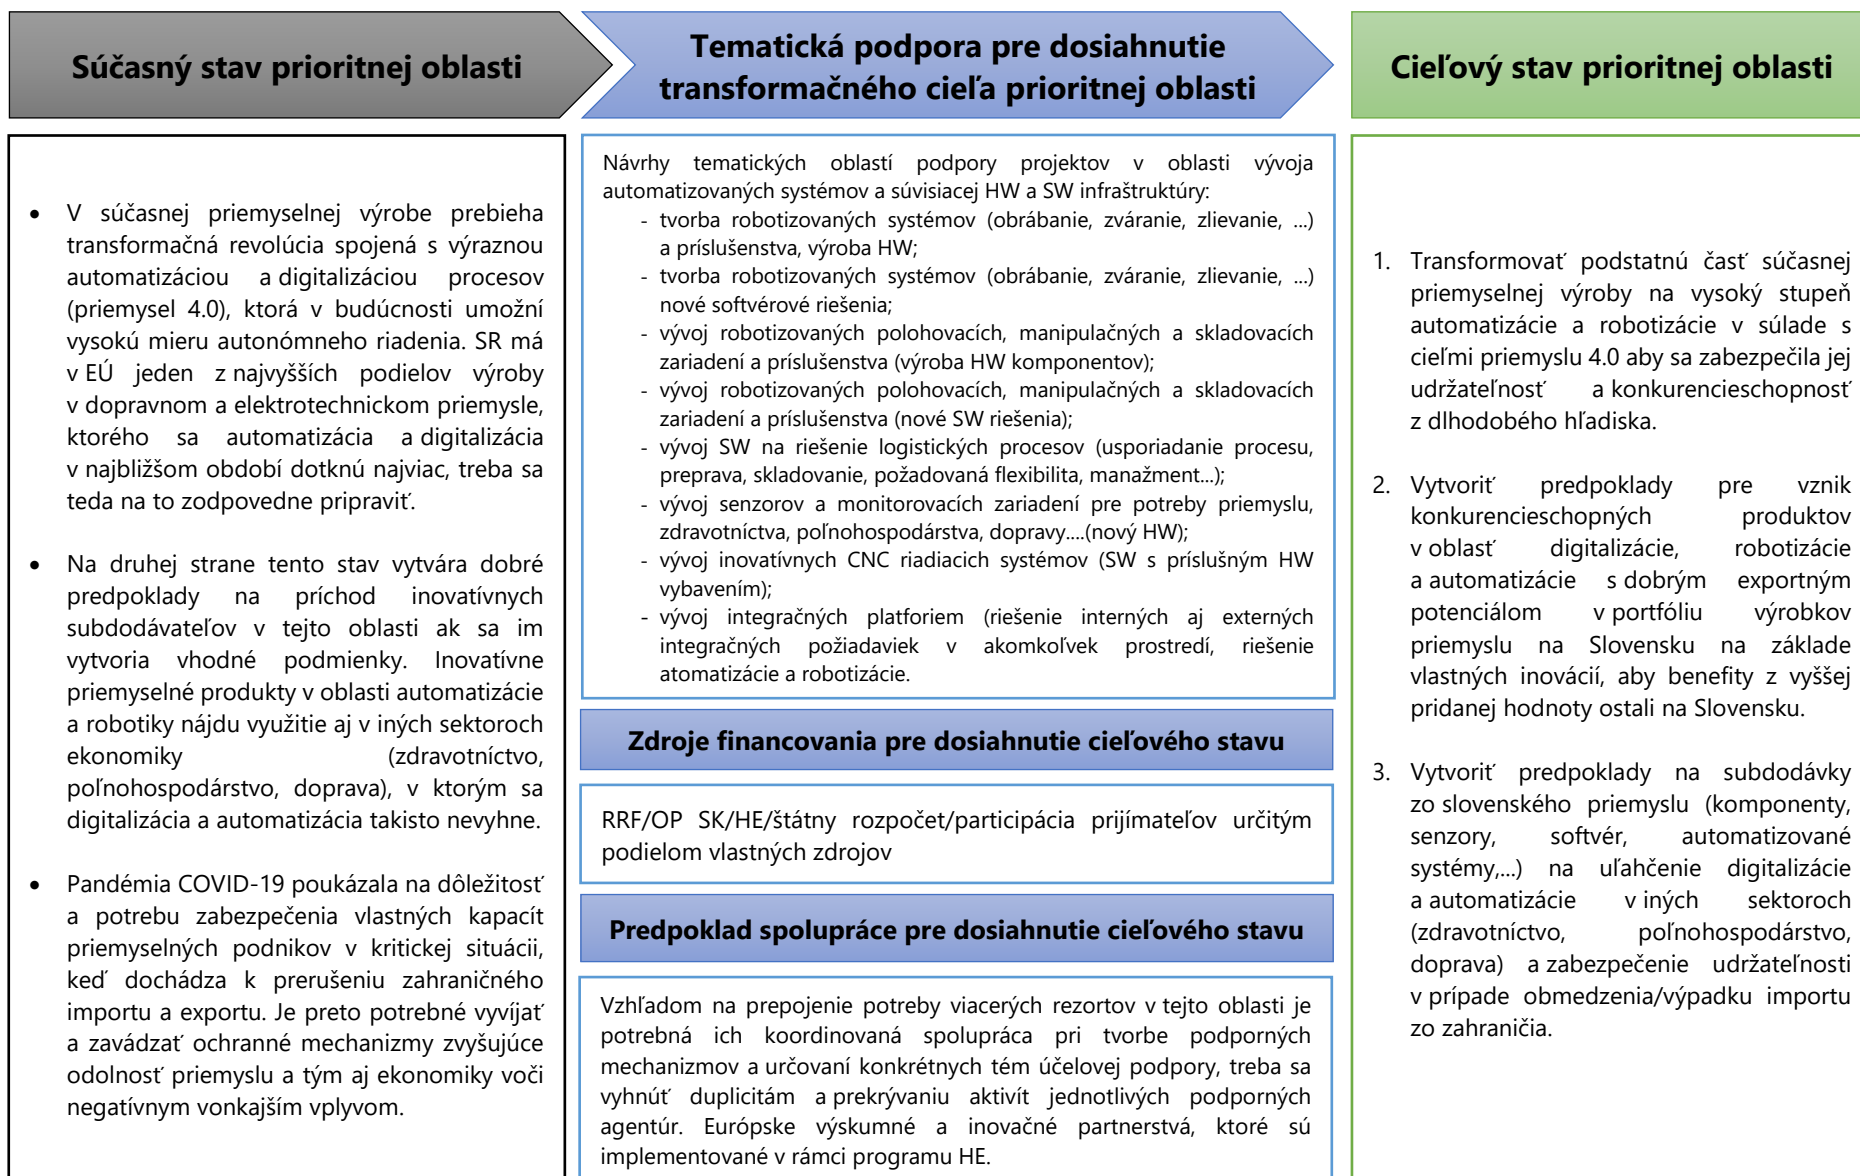 Súčasný stav prioritnej oblasti
Tematická podpora pre dosiahnutie
transformačného cieľa prioritnej oblasti
Cieľový stav prioritnej oblasti
• V súčasnej priemyselnej výrobe prebieha
transformačná revolúcia spojená s výraznou
automatizáciou a digitalizáciou procesov
(priemysel 4.0), ktorá v budúcnosti umožní
vysokú mieru autonómneho riadenia. SR má
v EÚ jeden z najvyšších podielov výroby
v dopravnom a elektrotechnickom priemysle,
ktorého sa automatizácia a digitalizácia
v najbližšom období dotknú najviac, treba sa
teda na to zodpovedne pripraviť.
• Na druhej strane tento stav vytvára dobré
predpoklady na príchod inovatívnych
subdodávateľov v tejto oblasti ak sa im
vytvoria vhodné podmienky. Inovatívne
priemyselné produkty v oblasti automatizácie
a robotiky nájdu využitie aj v iných sektoroch
ekonomiky (zdravotníctvo,
poľnohospodárstvo, doprava), v ktorým sa
digitalizácia a automatizácia takisto nevyhne.
• Pandémia COVID-19 poukázala na dôležitosť
a potrebu zabezpečenia vlastných kapacít
priemyselných podnikov v kritickej situácii,
keď dochádza k prerušeniu zahraničného
importu a exportu. Je preto potrebné vyvíjať
a zavádzať ochranné mechanizmy zvyšujúce
odolnosť priemyslu a tým aj ekonomiky voči
negatívnym vonkajším vplyvom.
Návrhy tematických oblastí podpory projektov v oblasti vývoja
automatizovaných systémov a súvisiacej HW a SW infraštruktúry:
- tvorba robotizovaných systémov (obrábanie, zváranie, zlievanie, ...)
a príslušenstva, výroba HW;
- tvorba robotizovaných systémov (obrábanie, zváranie, zlievanie, ...)
nové softvérové riešenia;
- vývoj robotizovaných polohovacích, manipulačných a skladovacích
zariadení a príslušenstva (výroba HW komponentov);
- vývoj robotizovaných polohovacích, manipulačných a skladovacích
zariadení a príslušenstva (nové SW riešenia);
- vývoj SW na riešenie logistických procesov (usporiadanie procesu,
preprava, skladovanie, požadovaná flexibilita, manažment...);
- vývoj senzorov a monitorovacích zariadení pre potreby priemyslu,
zdravotníctva, poľnohospodárstva, dopravy....(nový HW);
- vývoj inovatívnych CNC riadiacich systémov (SW s príslušným HW
vybavením);
- vývoj integračných platforiem (riešenie interných aj externých
integračných požiadaviek v akomkoľvek prostredí, riešenie
atomatizácie a robotizácie.
Zdroje financovania pre dosiahnutie cieľového stavu
RRF/OP SK/HE/štátny rozpočet/participácia prijímateľov určitým
podielom vlastných zdrojov
Predpoklad spolupráce pre dosiahnutie cieľového stavu
Vzhľadom na prepojenie potreby viacerých rezortov v tejto oblasti je
potrebná ich koordinovaná spolupráca pri tvorbe podporných
mechanizmov a určovaní konkrétnych tém účelovej podpory, treba sa
vyhnúť duplicitám a prekrývaniu aktivít jednotlivých podporných
agentúr. Európske výskumné a inovačné partnerstvá, ktoré sú
implementované v rámci programu HE.
1. Transformovať podstatnú časť súčasnej
priemyselnej výroby na vysoký stupeň
automatizácie a robotizácie v súlade s
cieľmi priemyslu 4.0 aby sa zabezpečila jej
udržateľnosť a konkurencieschopnosť
z dlhodobého hľadiska.
2. Vytvoriť predpoklady pre vznik
konkurencieschopných produktov
v oblasť digitalizácie, robotizácie
a automatizácie s dobrým exportným
potenciálom v portfóliu výrobkov
priemyslu na Slovensku na základe
vlastných inovácií, aby benefity z vyššej
pridanej hodnoty ostali na Slovensku.
3. Vytvoriť predpoklady na subdodávky
zo slovenského priemyslu (komponenty,
senzory, softvér, automatizované
systémy,...) na uľahčenie digitalizácie
a automatizácie v iných sektoroch
(zdravotníctvo, poľnohospodárstvo,
doprava) a zabezpečenie udržateľnosti
v prípade obmedzenia/výpadku importu
zo zahraničia.